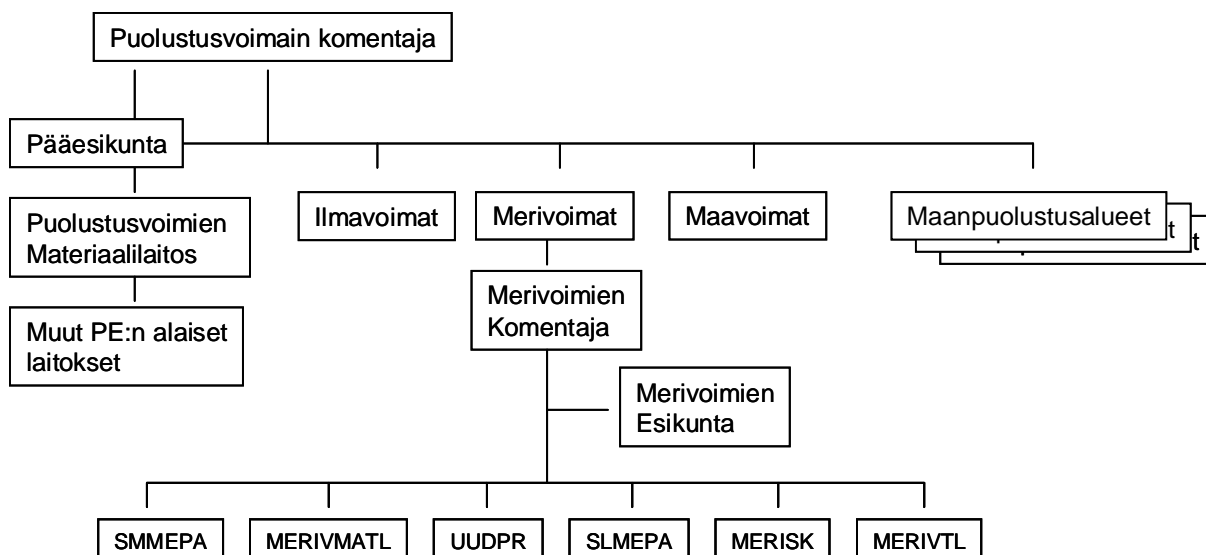 Puolustusvoimain komentaja
Pääesikunta
Ilmavoimat
Merivoimat
Maavoimat
Maanpuolustusalueet
t
t
Puolustusvoimien
Materiaalilaitos
Merivoimien
Komentaja
Muut PE:n alaiset
laitokset
Merivoimien
Esikunta
SMMEPA
MERIVMATL
UUDPR
SLMEPA
MERISK
MERIVTL